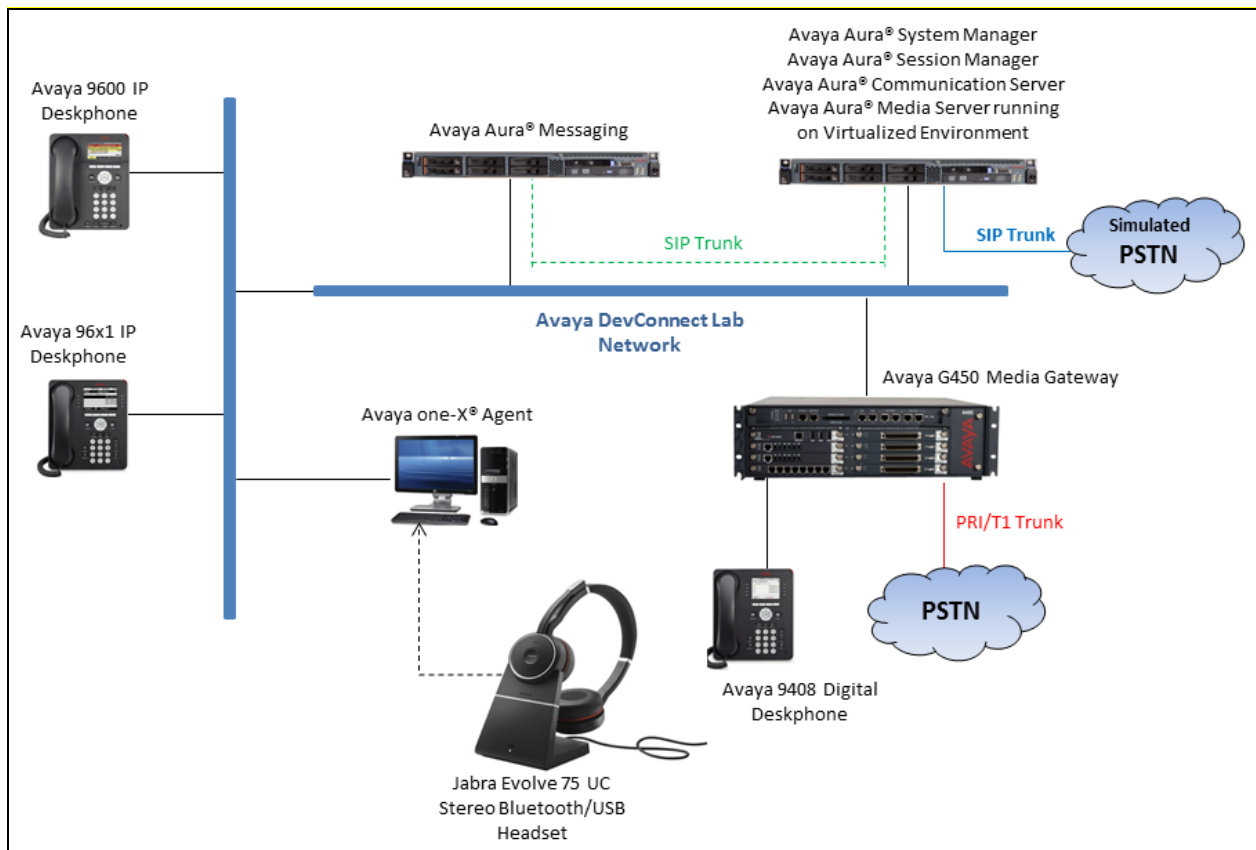 Avaya Aura® System Manager
Avaya Aura® Session Manager
Avaya Aura® Communication Server
Avaya Aura® Media Server running
on Virtualized Environment
Avaya 9600 IP
Deskphone
Avaya Aura® Messaging
SIP Trunk
SIP Trunk
Simulated
PSTN
Avaya DevConnect Lab
Network
Avaya 96x1 IP
Deskphone
Avaya G450 Media Gateway
AVAYA
Avaya one-X® Agent
PRI/T1 Trunk
PSTN
Avaya 9408 Digital
Deskphone
Jabra Evolve 75 UC
Stereo Bluetooth/USB
Headset